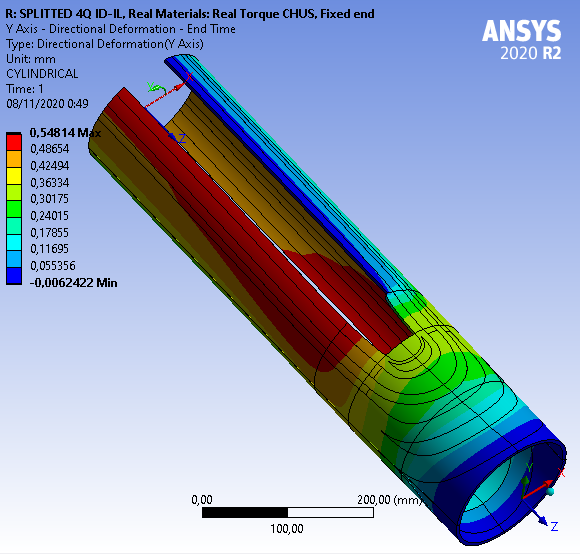 R: SPLITTED 4Q ID-IL, Real Materials: Real Torque CHUS, Fixed end
Y Axis - Directional Deformation - End Time
Type: Directional Deformation(Y Axis)
Unit: mm
CYLINDRICAL
Time: 1
08/11/2020 0:49
ANSYS
2020 R2
0,54814 Max
0,48654
0,42494
0,36334
0,30175
0,24015
0,17855
0,11695
0,055356
-0,0062422 Min
Y
X
Z
Y
X
Z
0,00
200,00 (mm)
100,00